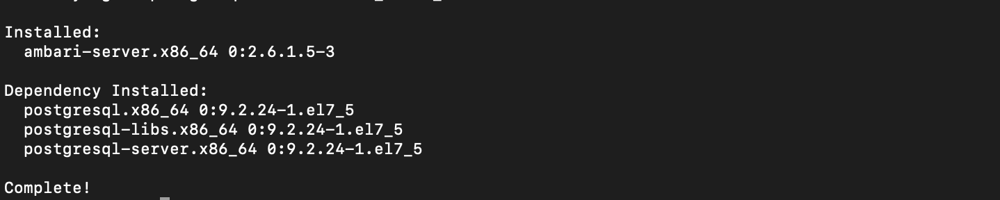 Installed:
ambari-server.x86_64 0:2.6.1.5-3
Dependency Installed:
postgresql.x86_64 0:9.2.24-1.el7_5
postgresql-libs.x86_64 0:9.2.24-1.el7_5
postgresql-server.x86_64 0:9.2.24-1.el7_5
Complete!